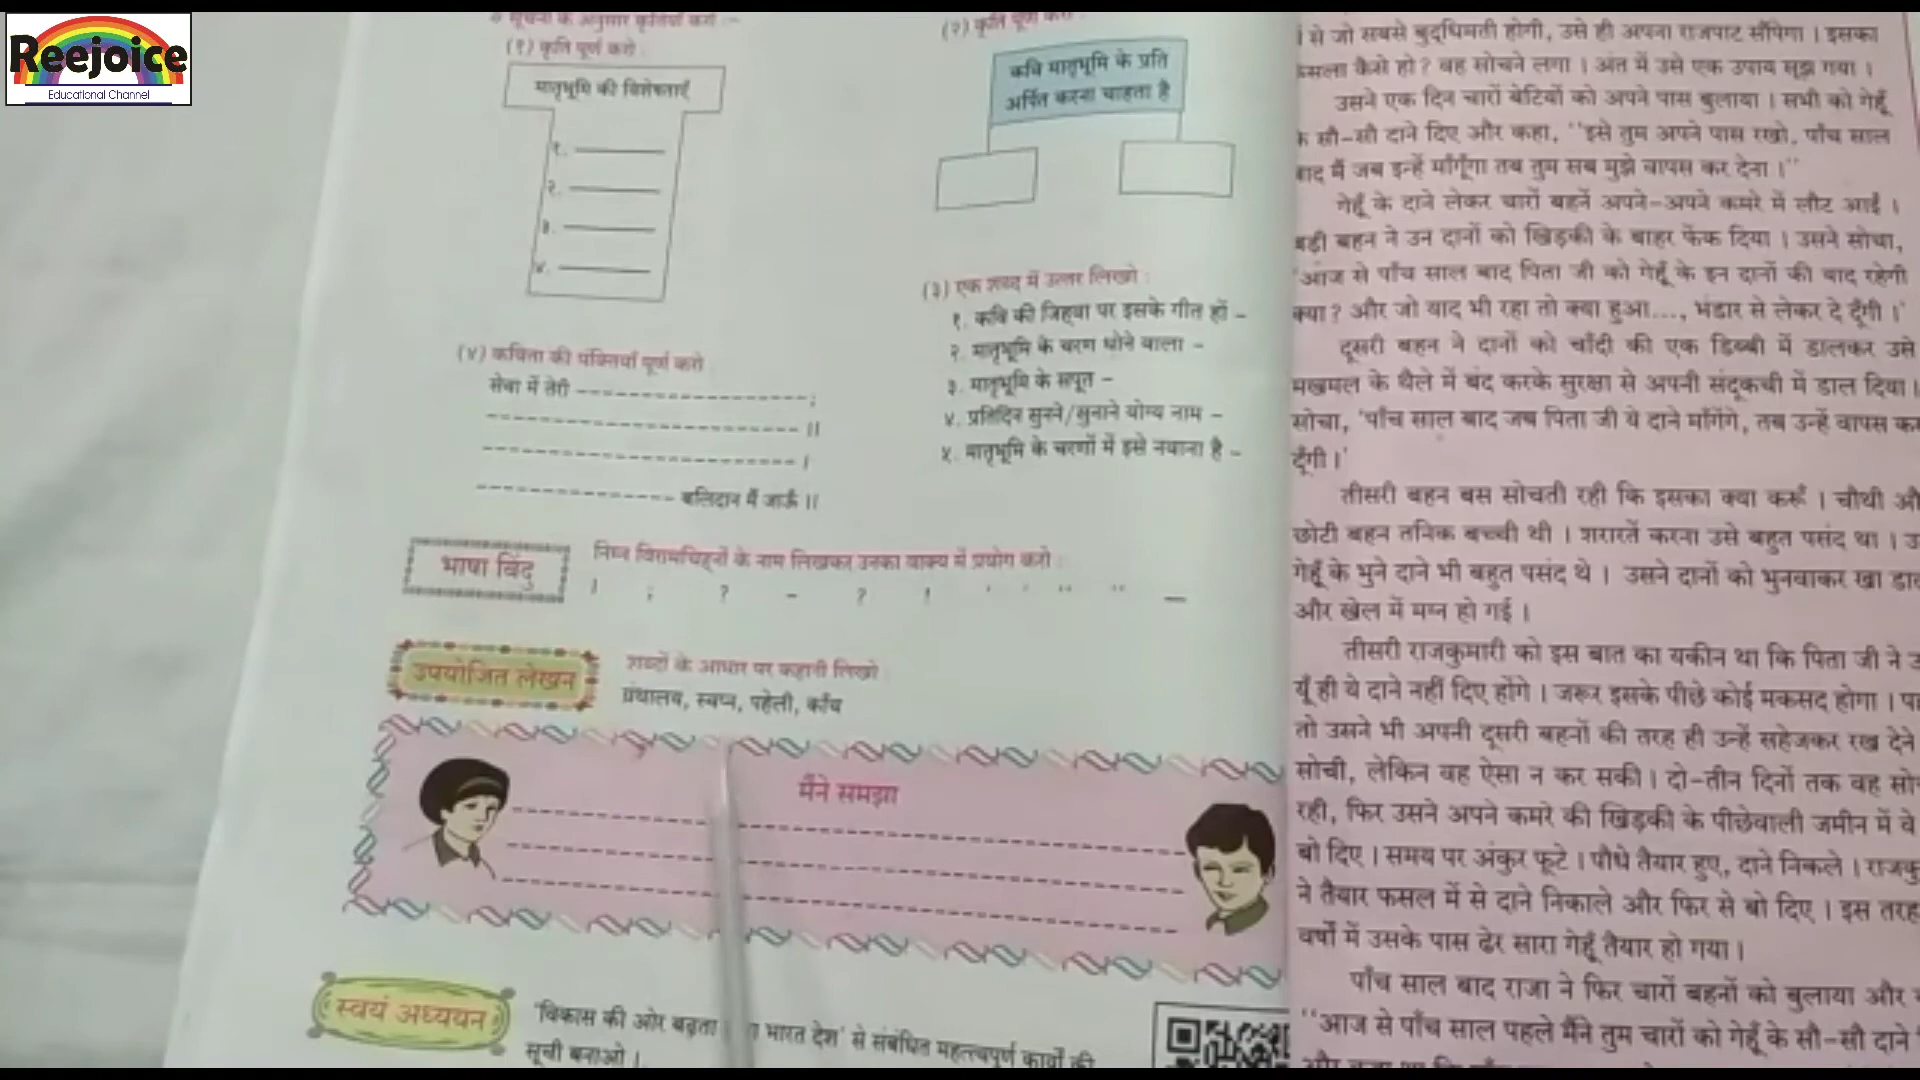 Reejoice
Educational Channel
सूचना के अनुसार कृतियाँ करो :-
(१) कृति पूर्ण करो :
मातृभूमि की विशेषताएँ
१.
२.
३.
४.
(२) कृति पूर्ण करो :
कवि मातृभूमि के प्रति
अर्पित करना चाहता है
(३) एक शब्द में उत्तर लिखो :
१. कवि की जिह्वा पर इसके गीत हों -
२. मातृभूमि के चरण धोने वाला -
३. मातृभूमि के सपूत -
४. प्रतिदिन सुनने/सुनाने योग्य नाम -
५. मातृभूमि के चरणों में इसे नवाना है -
(४) कविता की पंक्तियाँ पूर्ण करो :
सेवा में तेरी ---------------------- ;
---------------------- ।।
---------------------- ।
---------------- बलिदान मैं जाऊँ ।।
भाषा बिंदु
निम्न विरामचिह्नों के नाम लिखकर उनका वाक्य में प्रयोग करो :
। ; ? - ? ! ' ' '' '' —
उपयोजित लेखन
शब्दों के आधार पर कहानी लिखो :
ग्रंथालय, स्वप्न, पहेली, काँच
मैंने समझा
स्वयं अध्ययन
'विकास की ओर बढ़ता भारत देश' से संबंधित महत्त्वपूर्ण कार्यों की
सूची बनाओ ।
से जो सबसे बुद्धिमती होगी, उसे ही अपना राजपाट सौंपेगा । इसका
कैसे हो ? वह सोचने लगा । अंत में उसे एक उपाय सूझ गया ।
उसने एक दिन चारों बेटियों को अपने पास बुलाया । सभी को गेहूँ
के सौ-सौ दाने दिए और कहा, ''इसे तुम अपने पास रखो, पाँच साल
बाद मैं जब इन्हें माँगूँगा तब तुम सब मुझे वापस कर देना ।''
गेहूँ के दाने लेकर चारों बहनें अपने-अपने कमरे में लौट आईं ।
बड़ी बहन ने उन दानों को खिड़की के बाहर फेंक दिया । उसने सोचा,
'आज से पाँच साल बाद पिता जी को गेहूँ के इन दानों की याद रहेगी
क्या ? और जो याद भी रहा तो क्या हुआ..., भंडार से लेकर दे दूँगी ।'
दूसरी बहन ने दानों को चाँदी की एक डिब्बी में डालकर उसे
मखमल के थैले में बंद करके सुरक्षा से अपनी संदूकची में डाल दिया ।
सोचा, 'पाँच साल बाद जब पिता जी ये दाने माँगेंगे, तब उन्हें वापस
दूँगी ।'
तीसरी बहन बस सोचती रही कि इसका क्या करूँ । चौथी
छोटी बहन तनिक बच्ची थी । शरारतें करना उसे बहुत पसंद था ।
गेहूँ के भुने दाने भी बहुत पसंद थे । उसने दानों को भुनवाकर खा
और खेल में मग्न हो गई ।
तीसरी राजकुमारी को इस बात का यकीन था कि पिता जी ने
यूँ ही ये दाने नहीं दिए होंगे । जरूर इसके पीछे कोई मकसद होगा ।
तो उसने भी अपनी दूसरी बहनों की तरह ही उन्हें सहेजकर रख देने
सोची, लेकिन वह ऐसा न कर सकी । दो-तीन दिनों तक वह
रही, फिर उसने अपने कमरे की खिड़की के पीछेवाली जमीन में वे
बो दिए । समय पर अंकुर फूटे । पौधे तैयार हुए, दाने निकले ।
ने तैयार फसल में से दाने निकाले और फिर से बो दिए । इस तरह
वर्षों में उसके पास ढेर सारा गेहूँ तैयार हो गया ।
पाँच साल बाद राजा ने फिर चारों बहनों को बुलाया और
''आज से पाँच साल पहले मैंने तुम चारों को गेहूँ के सौ-सौ दाने